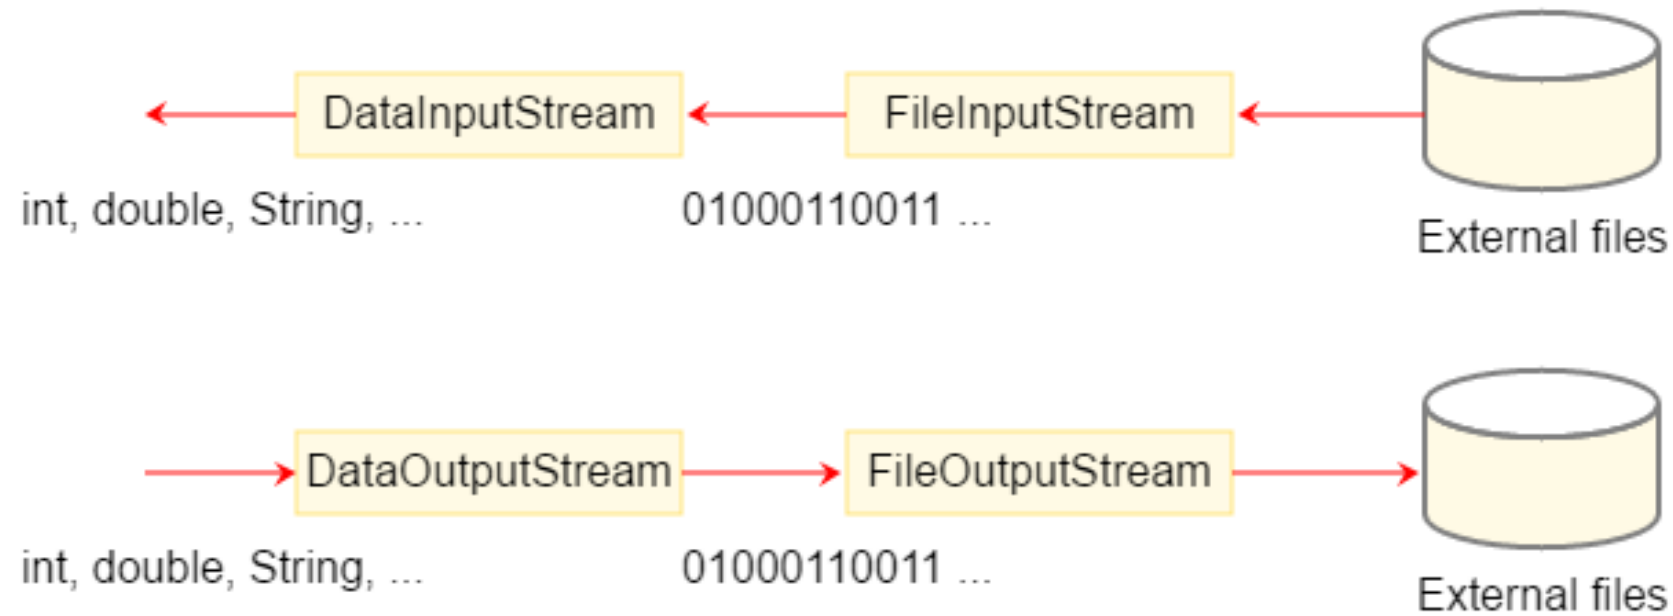 DataInputStream
FileInputStream
int, double, String, ...
01000110011 ...
External files
DataOutputStream
FileOutputStream
int, double, String, ...
01000110011 ...
External files